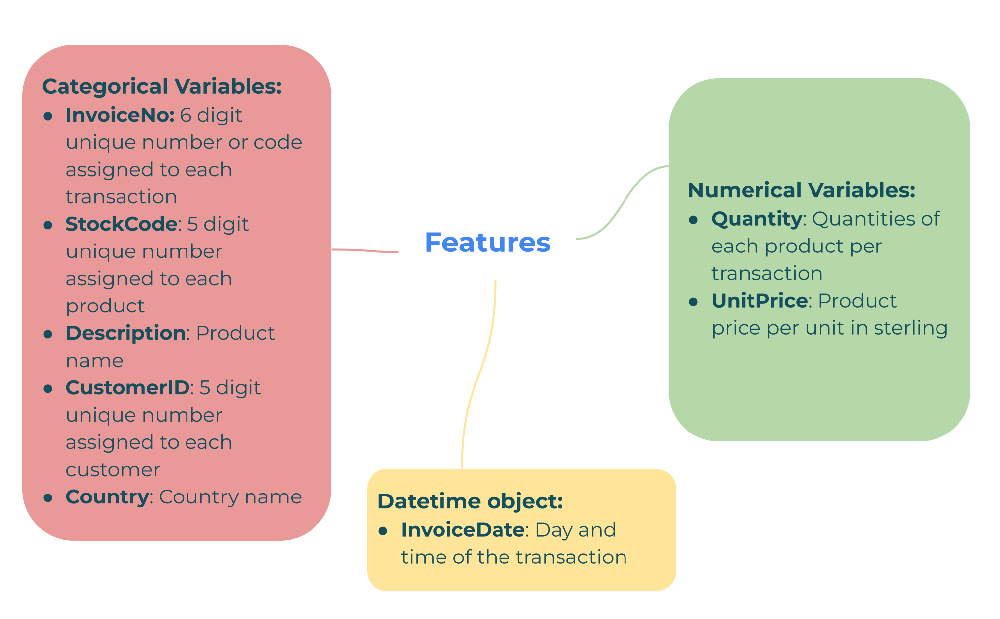 Categorical Variables:
● InvoiceNo: 6 digit
unique number or code
assigned to each
transaction
● StockCode: 5 digit
unique number
assigned to each
product
● Description: Product
name
● CustomerID: 5 digit
unique number
assigned to each
customer
● Country: Country name
Features
Numerical Variables:
● Quantity: Quantities of
each product per
transaction
● UnitPrice: Product
price per unit in sterling
Datetime object:
● InvoiceDate: Day and
time of the transaction